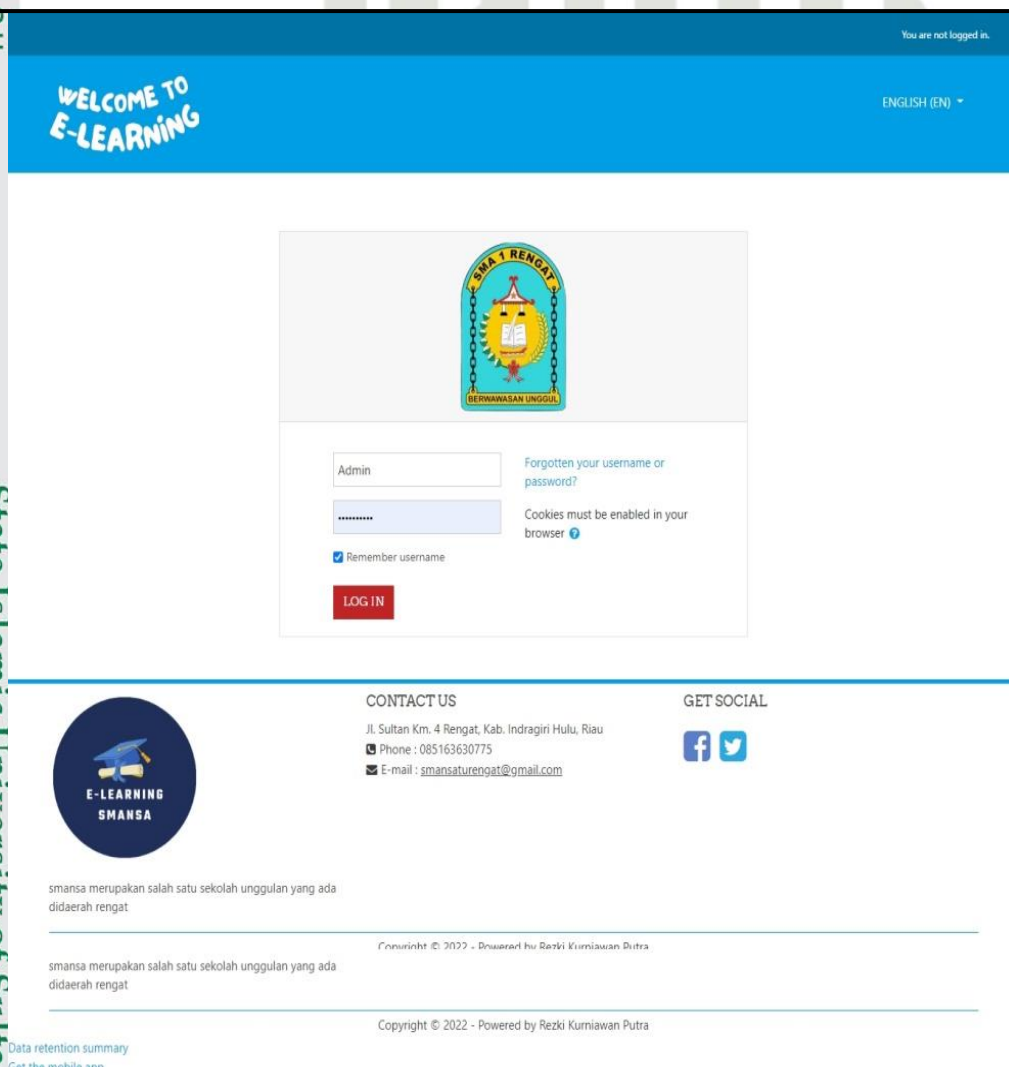 You are not logged in.
WELCOME TO
E-LEARNING
ENGLISH (EN)
SMA 1 RENGAT
BERWAWASAN UNGGUL
Admin
Forgotten your username or
password?
••••••••••
Cookies must be enabled in your
browser
Remember username
LOG IN
E-LEARNING
SMANSA
CONTACT US
Jl. Sultan Km. 4 Rengat, Kab. Indragiri Hulu, Riau
Phone : 085163630775
E-mail : smansaturengat@gmail.com
GET SOCIAL
smansa merupakan salah satu sekolah unggulan yang ada
didaerah rengat
Copyright © 2022 - Powered by Rezki Kurniawan Putra
smansa merupakan salah satu sekolah unggulan yang ada
didaerah rengat
Copyright © 2022 - Powered by Rezki Kurniawan Putra
Data retention summary
Get the mobile app